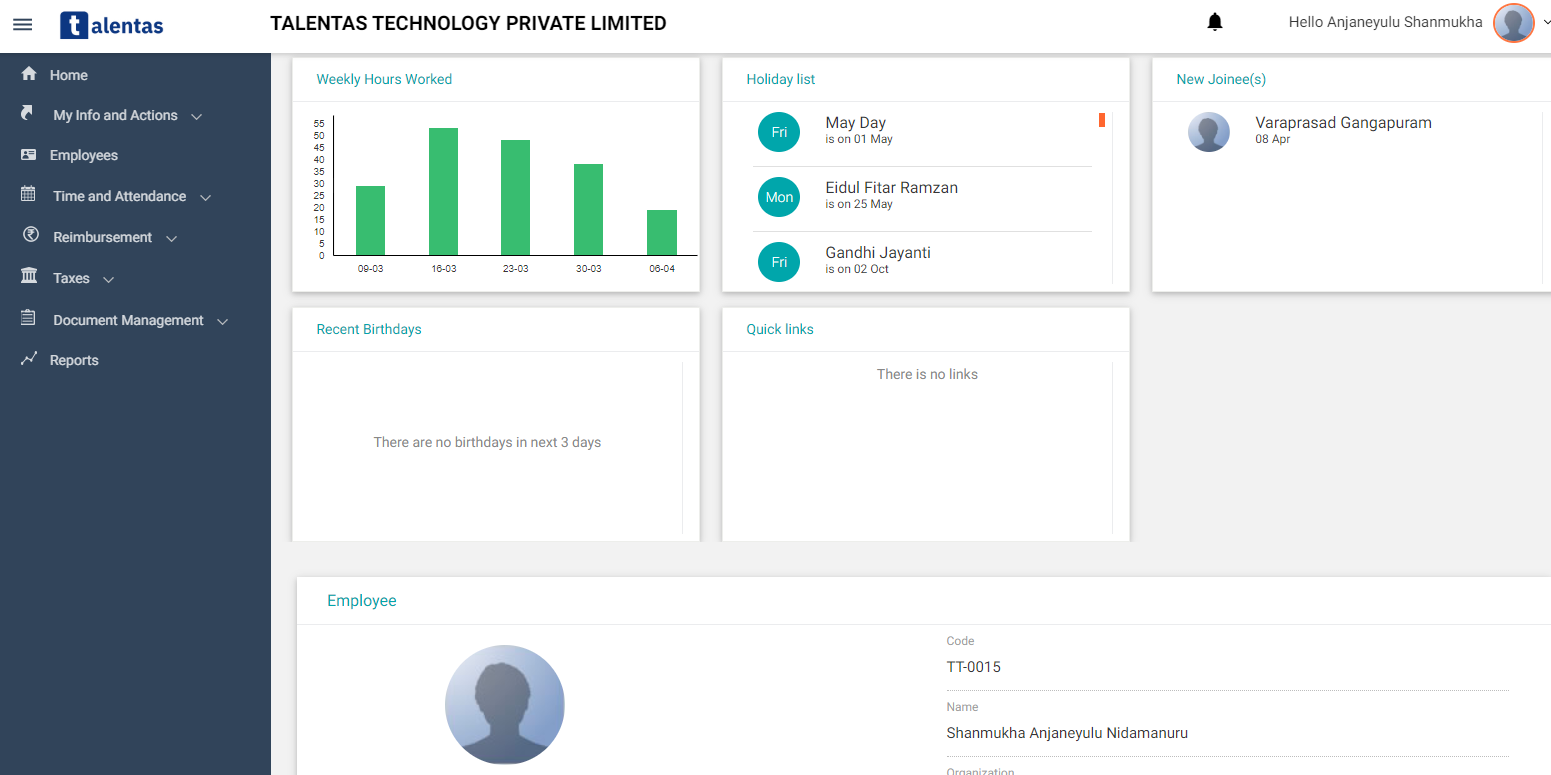 talentas
TALENTAS TECHNOLOGY PRIVATE LIMITED
Hello Anjaneyulu Shanmukha
Home
My Info and Actions
Employees
Time and Attendance
Reimbursement
Taxes
Document Management
Reports
Weekly Hours Worked
55
50
45
40
35
30
25
20
15
10
5
0
09-03 16-03 23-03 30-03 06-04
Holiday list
Fri
May Day
is on 01 May
Mon
Eidul Fitar Ramzan
is on 25 May
Fri
Gandhi Jayanti
is on 02 Oct
New Joinee(s)
Varaprasad Gangapuram
08 Apr
Recent Birthdays
There are no birthdays in next 3 days
Quick links
There is no links
Employee
Code
TT-0015
Name
Shanmukha Anjaneyulu Nidamanuru
Organization